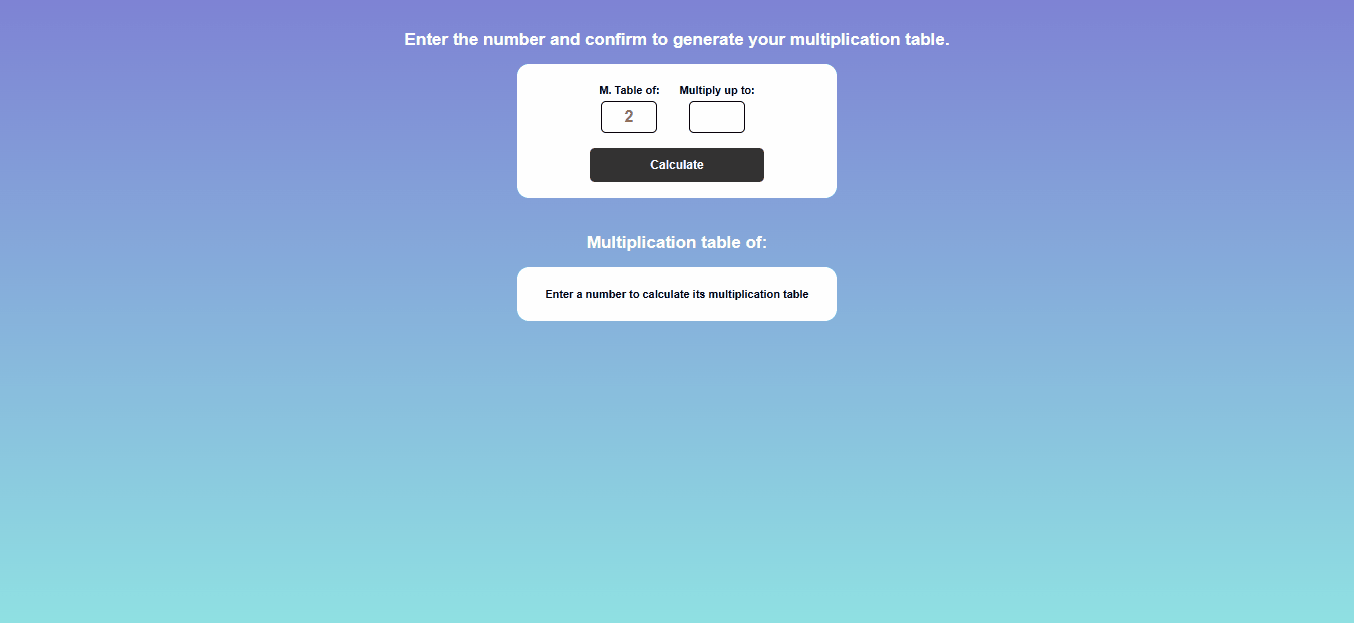 Enter the number and confirm to generate your multiplication table.
M. Table of: Multiply up to:
2
Calculate
Multiplication table of:
Enter a number to calculate its multiplication table